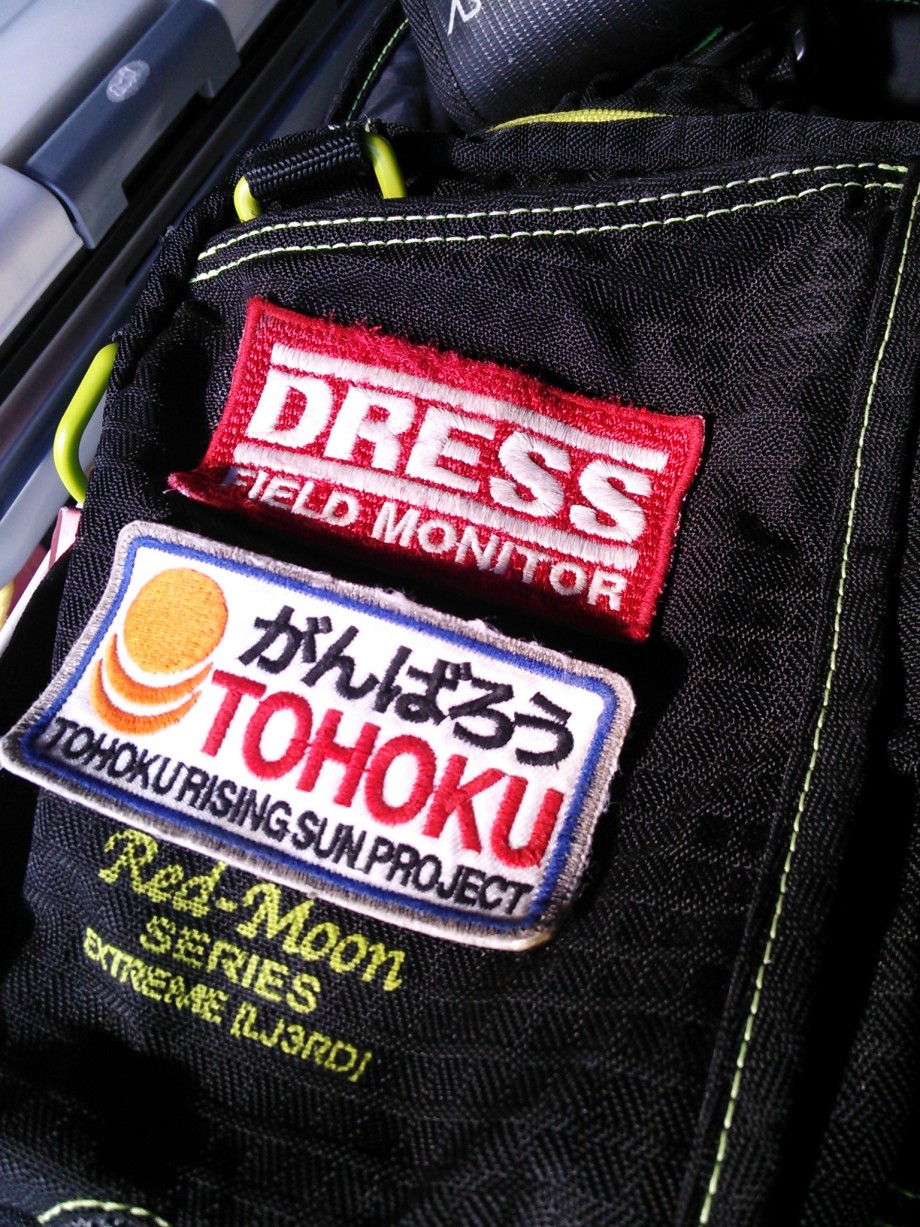 DRESS
FIELD MONITOR
がんばろう
TOHOKU
TOHOKU RISING SUN PROJECT
Red-Moon
SERIES
EXTREME [LJ3RD]